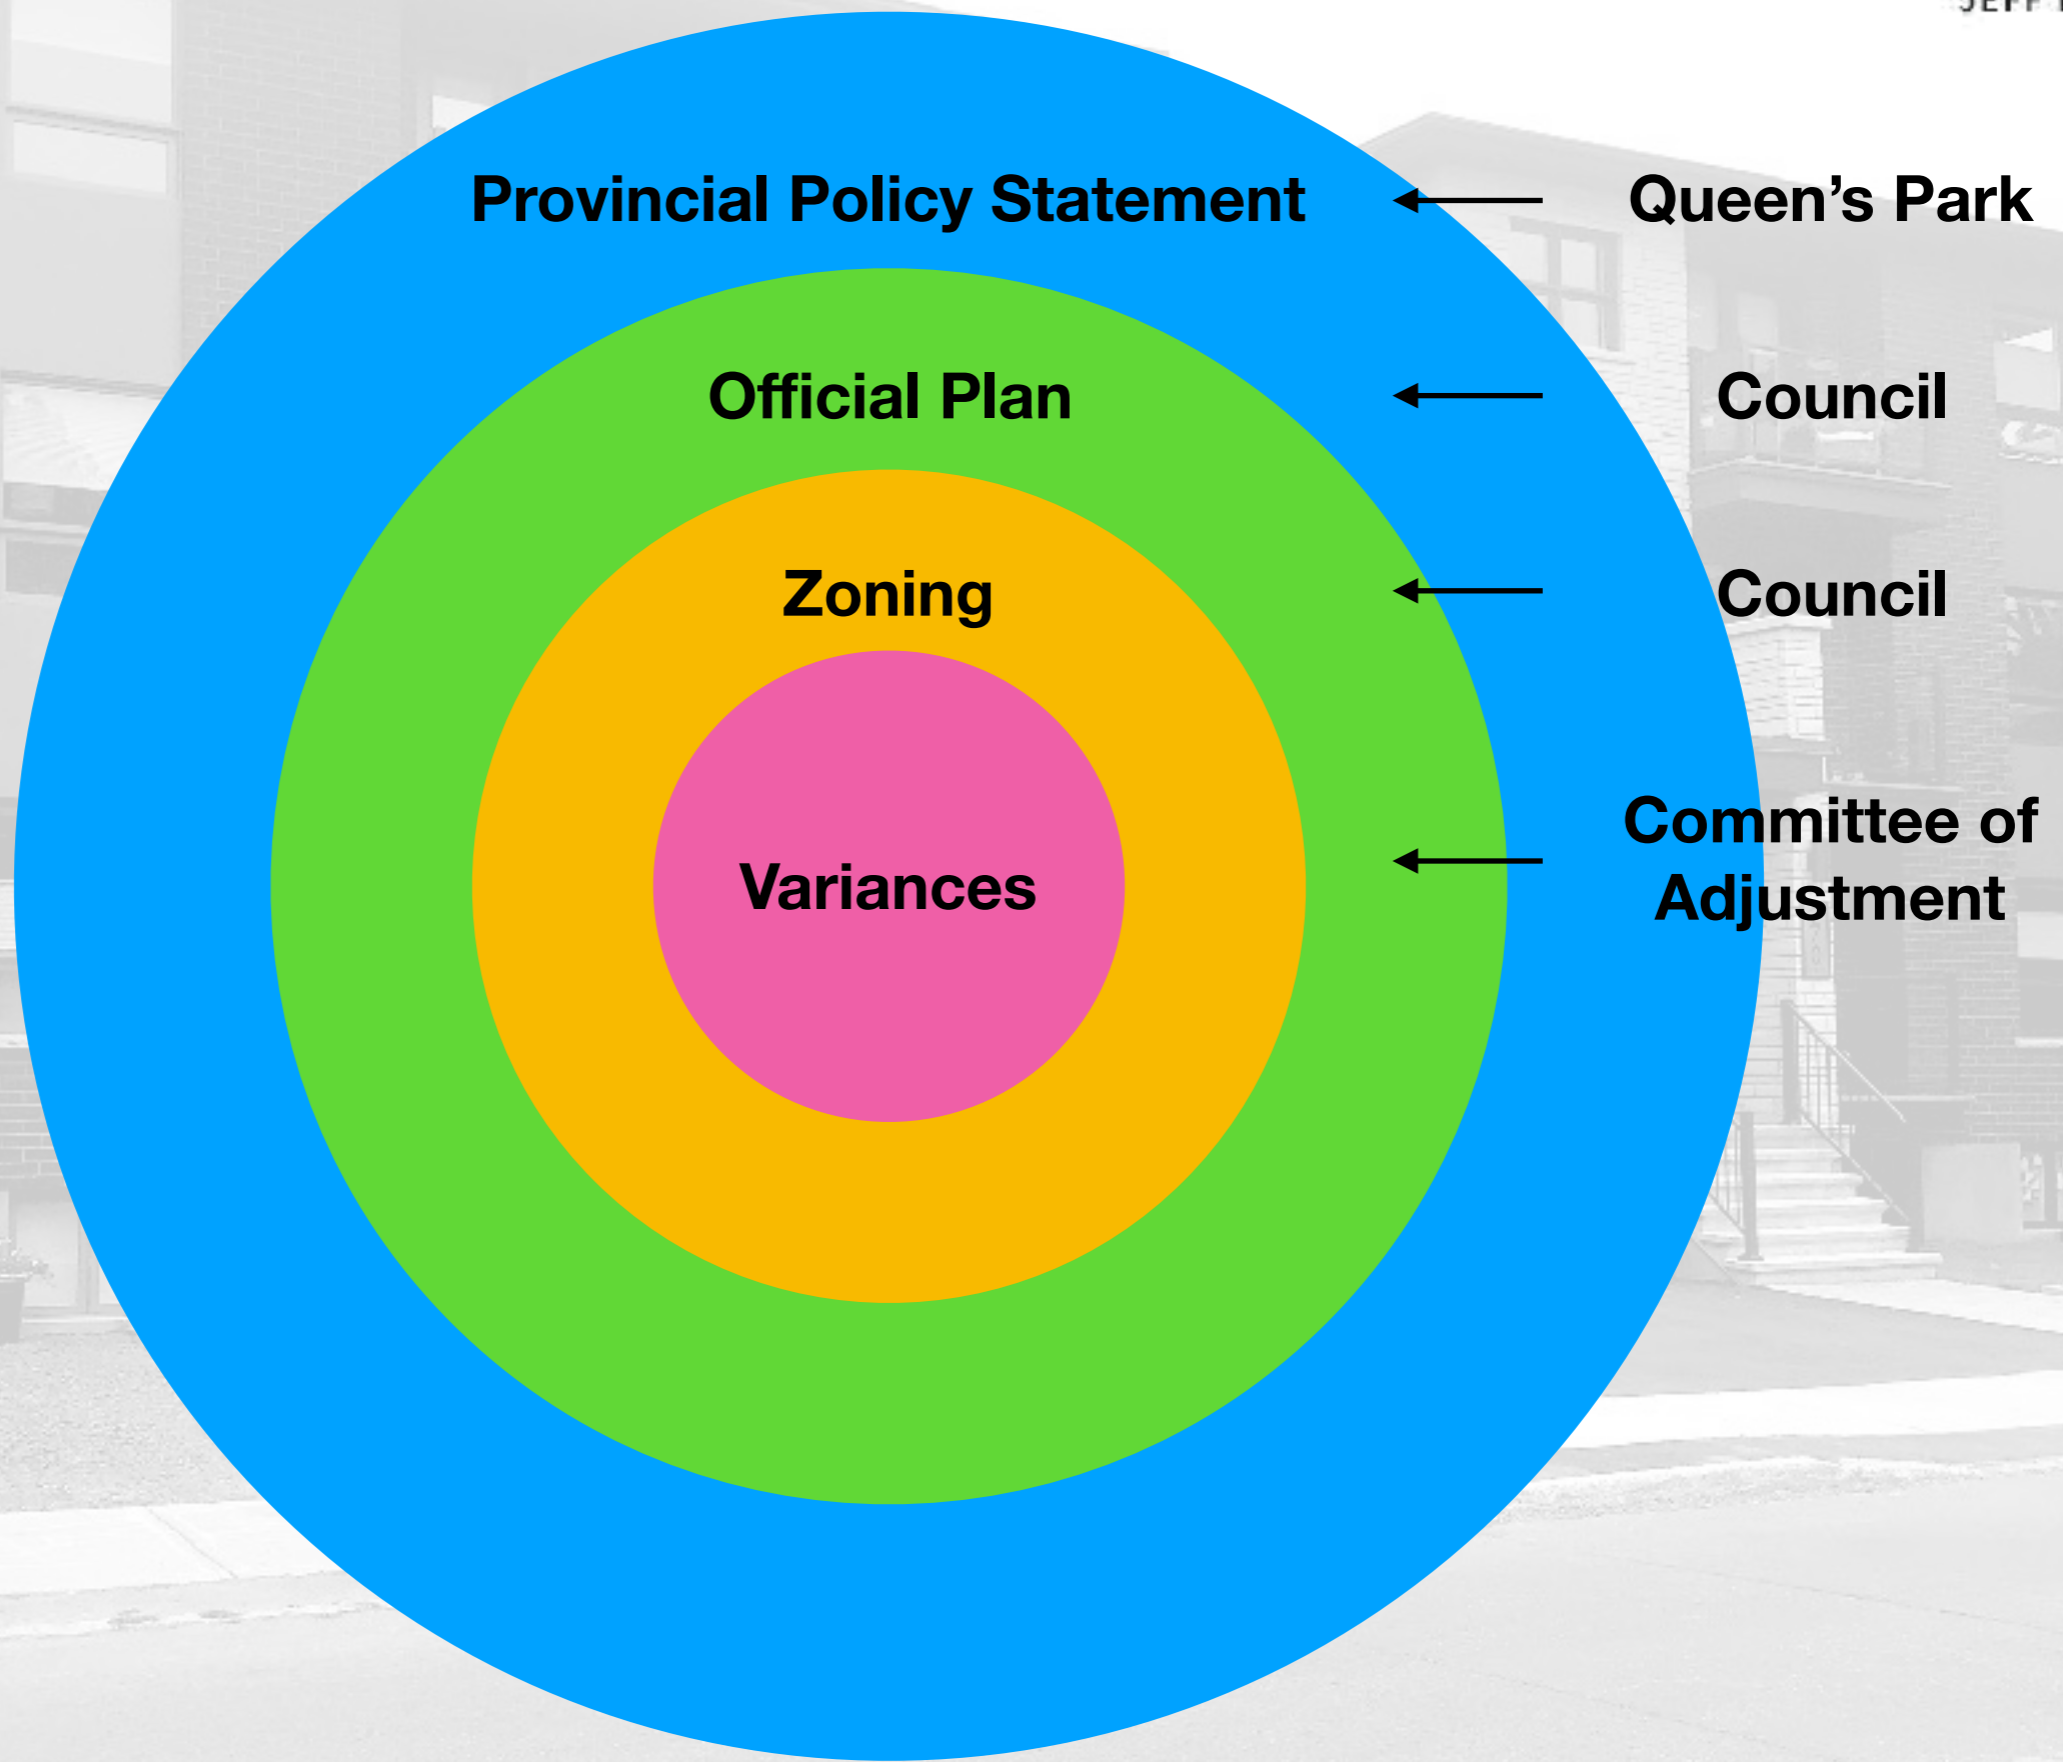 Provincial Policy Statement
Queen’s Park
Official Plan
Council
Zoning
Council
Variances
Committee of
Adjustment